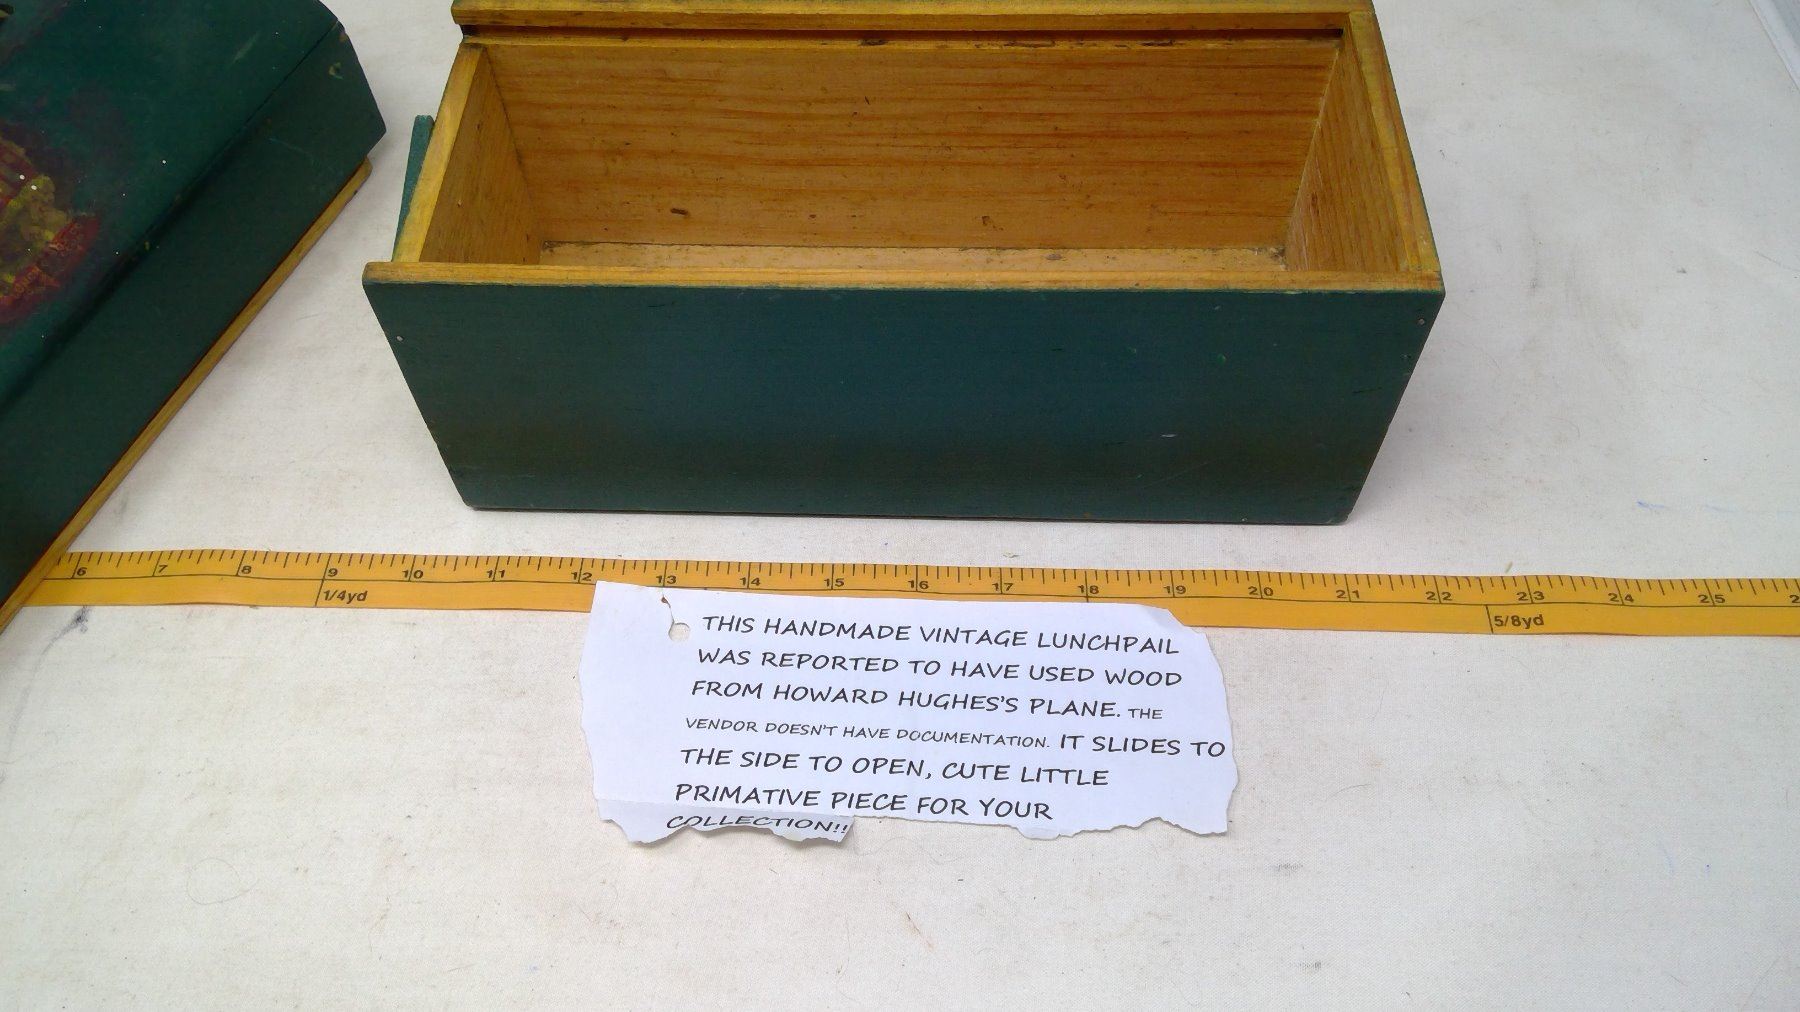 6 7 8 9 10 11 12 13 14 15 16 17 18 19 20 21 22 23 24 25
1/4yd 5/8yd
THIS HANDMADE VINTAGE LUNCHPAIL
WAS REPORTED TO HAVE USED WOOD
FROM HOWARD HUGHES'S PLANE. THE
VENDOR DOESN'T HAVE DOCUMENTATION. IT SLIDES TO
THE SIDE TO OPEN, CUTE LITTLE
PRIMATIVE PIECE FOR YOUR
COLLECTION!!